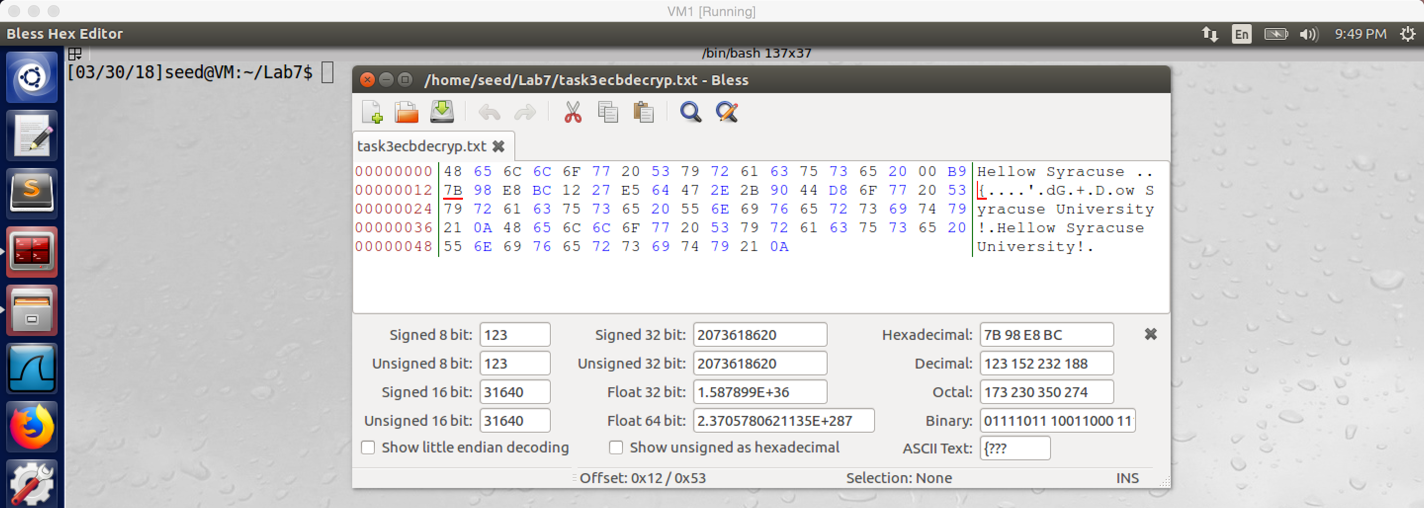 VM1 [Running]
Bless Hex Editor
En
9:49 PM
/bin/bash 137x37
[03/30/18]seed@VM:~/Lab7$
/home/seed/Lab7/task3ecbdecryp.txt - Bless
task3ecbdecryp.txt
00000000 48 65 6C 6C 6F 77 20 53 79 72 61 63 75 73 65 20 00 B9 Hellow Syracuse ..
00000012 7B 98 E8 BC 12 27 E5 64 47 2E 2B 90 44 D8 6F 77 20 53 {....'.dG.+.D.ow S
00000024 79 72 61 63 75 73 65 20 55 6E 69 76 65 72 73 69 74 79 yracuse University
00000036 21 0A 48 65 6C 6C 6F 77 20 53 79 72 61 63 75 73 65 20 !.Hellow Syracuse
00000048 55 6E 69 76 65 72 73 69 74 79 21 0A University!.
Signed 8 bit: 123 Signed 32 bit: 2073618620 Hexadecimal: 7B 98 E8 BC
Unsigned 8 bit: 123 Unsigned 32 bit: 2073618620 Decimal: 123 152 232 188
Signed 16 bit: 31640 Float 32 bit: 1.587899E+36 Octal: 173 230 350 274
Unsigned 16 bit: 31640 Float 64 bit: 2.3705780621135E+287 Binary: 01111011 10011000 11
Show little endian decoding Show unsigned as hexadecimal ASCII Text: {???
Offset: 0x12 / 0x53 Selection: None INS